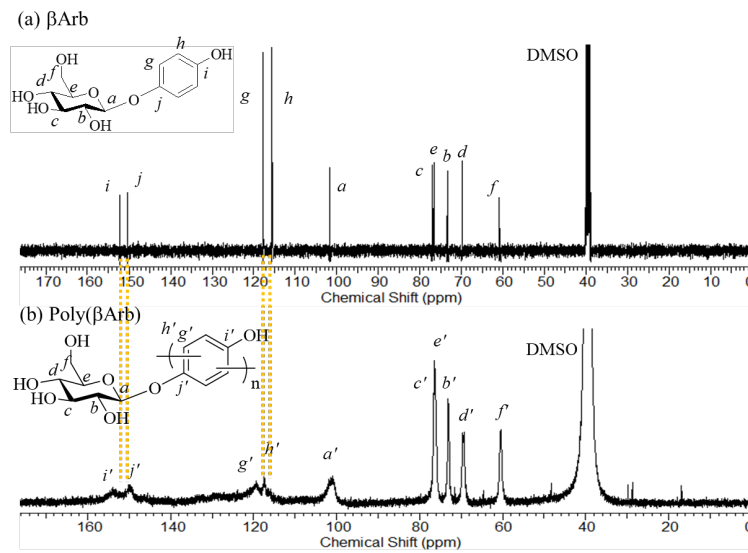 (a) βArb
OH
f
d
HO
e
O
a
HO
b
c
OH
O
g
h
OH
i
j
i
j
g
h
a
c
e
b
d
f
DMSO
170 160 150 140 130 120 110 100 90 80 70 60 50 40 30 20 10 0
Chemical Shift (ppm)
(b) Poly(βArb)
OH
f
d
HO
e
O
a
HO
c
b
OH
O
h'
g'
i'
OH
j'
n
i'
j'
g'
h'
a'
c'
e'
b'
d'
f'
DMSO
160 140 120 100 80 60 40 20 0
Chemical Shift (ppm)